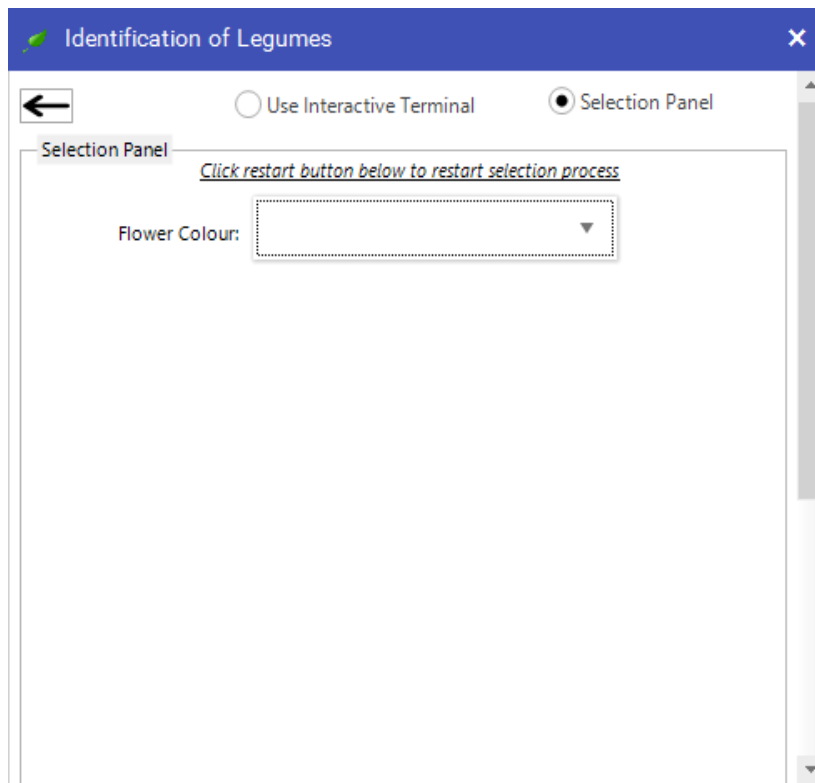 Identification of Legumes
Use Interactive Terminal
Selection Panel
Selection Panel
Click restart button below to restart selection process
Flower Colour: